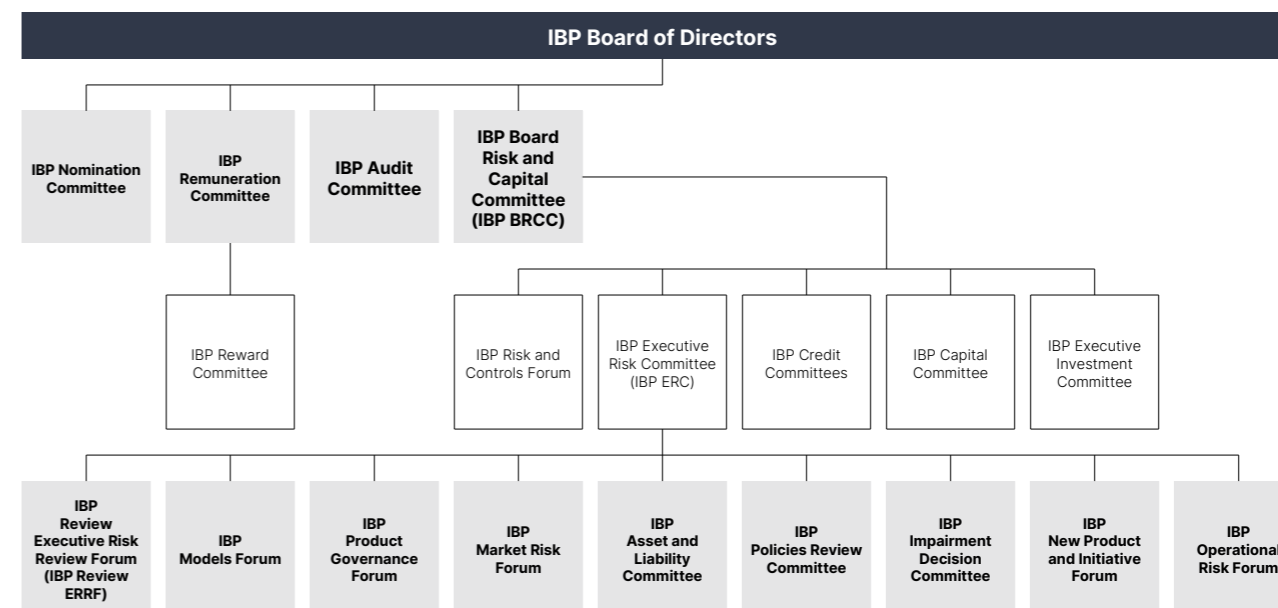 IBP Board of Directors
IBP Nomination
Committee
IBP
Remuneration
Committee
IBP Audit
Committee
IBP Board
Risk and
Capital
Committee
(IBP BRCC)
IBP Reward
Committee
IBP Risk and
Controls Forum
IBP Executive
Risk Committee
(IBP ERC)
IBP Credit
Committees
IBP Capital
Committee
IBP Executive
Investment
Committee
IBP
Review
Executive Risk
Review Forum
(IBP Review
ERRF)
IBP
Models Forum
IBP
Product
Governance
Forum
IBP
Market Risk
Forum
IBP
Asset and
Liability
Committee
IBP
Policies Review
Committee
IBP
Impairment
Decision
Committee
IBP
New Product
and Initiative
Forum
IBP
Operational
Risk Forum